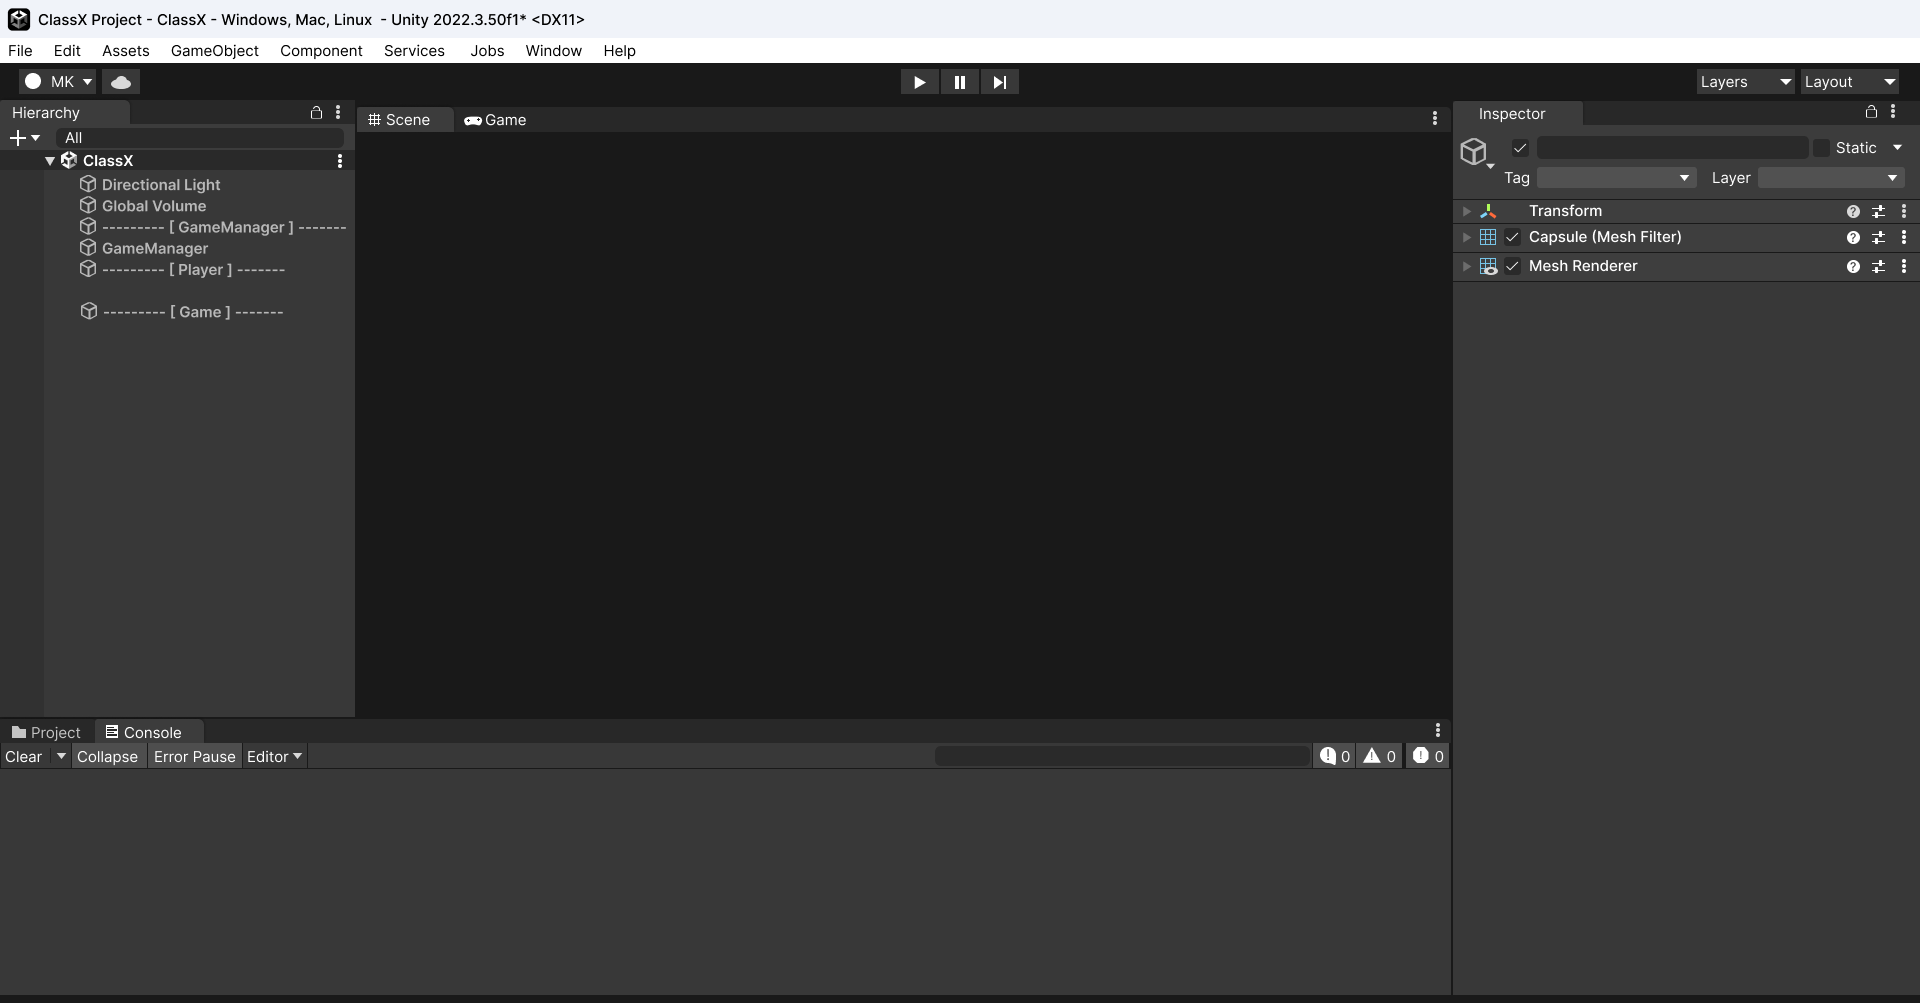 ClassX Project - ClassX - Windows, Mac, Linux - Unity 2022.3.50f1* <DX11>
File Edit Assets GameObject Component Services Jobs Window Help
MK Layers Layout
Hierarchy
All
ClassX
Directional Light
Global Volume
--------- [ GameManager ] -------
GameManager
--------- [ Player ] -------
--------- [ Game ] -------
Scene Game
Inspector
Static
Tag Layer
Transform
Capsule (Mesh Filter)
Mesh Renderer
Project Console
Clear Collapse Error Pause Editor 0 0 0